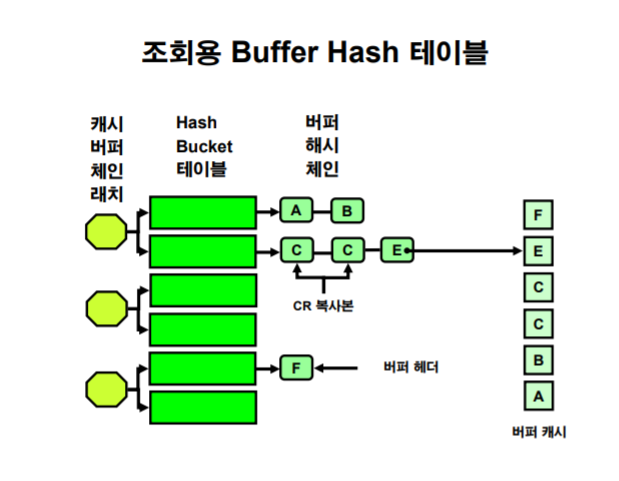 조회용 Buffer Hash 테이블
캐시
버퍼
체인
래치
Hash
Bucket
테이블
버퍼
해시
체인
A
B
C
C
E
CR 복사본
F
버퍼 헤더
F
E
C
C
B
A
버퍼 캐시